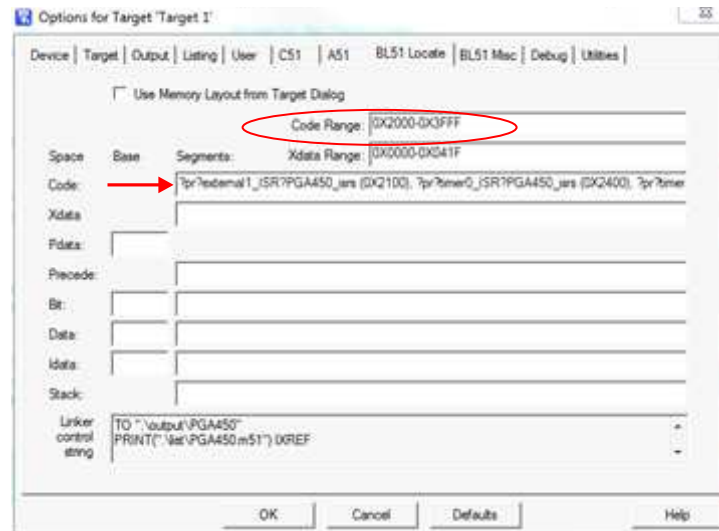 Options for Target 'Target 1'
Device | Target | Output | Listing | User | C51 | A51 BL51 Locate | BL51 Misc | Debug | Utilities |
Use Memory Layout from Target Dialog
Code Range: 0X2000-0X3FFF
Space Base Segments: Xdata Range: 0X0000-0X041F
Code: ?pr?external1_ISR?PGA450_isrs (0X2100), ?pr?timer0_ISR?PGA450_isrs (0X2400), ?pr?timer
Xdata
Pdata:
Precede:
Bit:
Data:
Idata:
Stack:
Linker
control
string
TO ".\output\PGA450"
PRINT(".\list\PGA450.m51") IXREF
OK Cancel Defaults Help